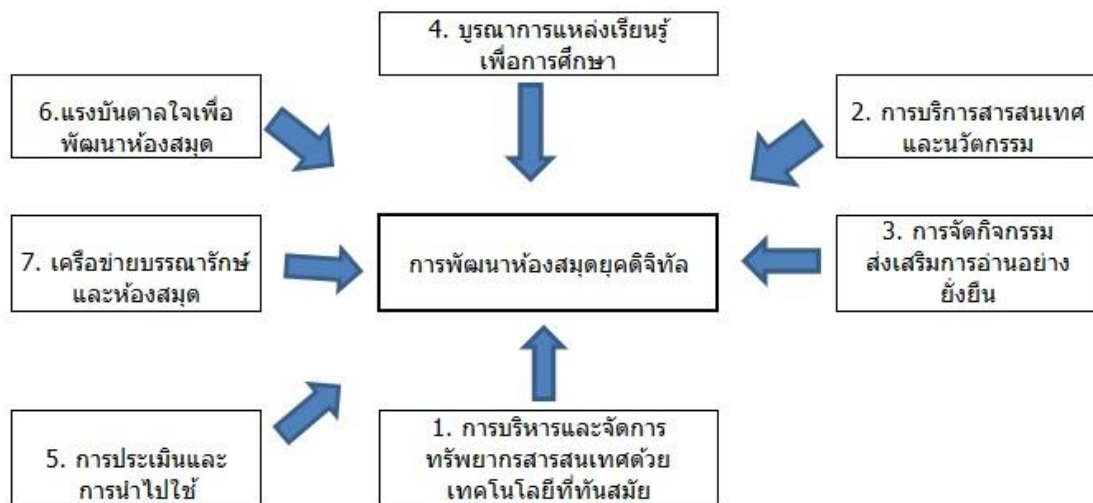 4. บูรณาการแหล่งเรียนรู้
เพื่อการศึกษา
6.แรงบันดาลใจเพื่อ
พัฒนาห้องสมุด
2. การบริการสารสนเทศ
และนวัตกรรม
7. เครือข่ายบรรณารักษ์
และห้องสมุด
การพัฒนาห้องสมุดยุคดิจิทัล
3. การจัดกิจกรรม
ส่งเสริมการอ่านอย่าง
ยั่งยืน
5. การประเมินและ
การนำไปใช้
1. การบริหารและจัดการ
ทรัพยากรสารสนเทศด้วย
เทคโนโลยีที่ทันสมัย